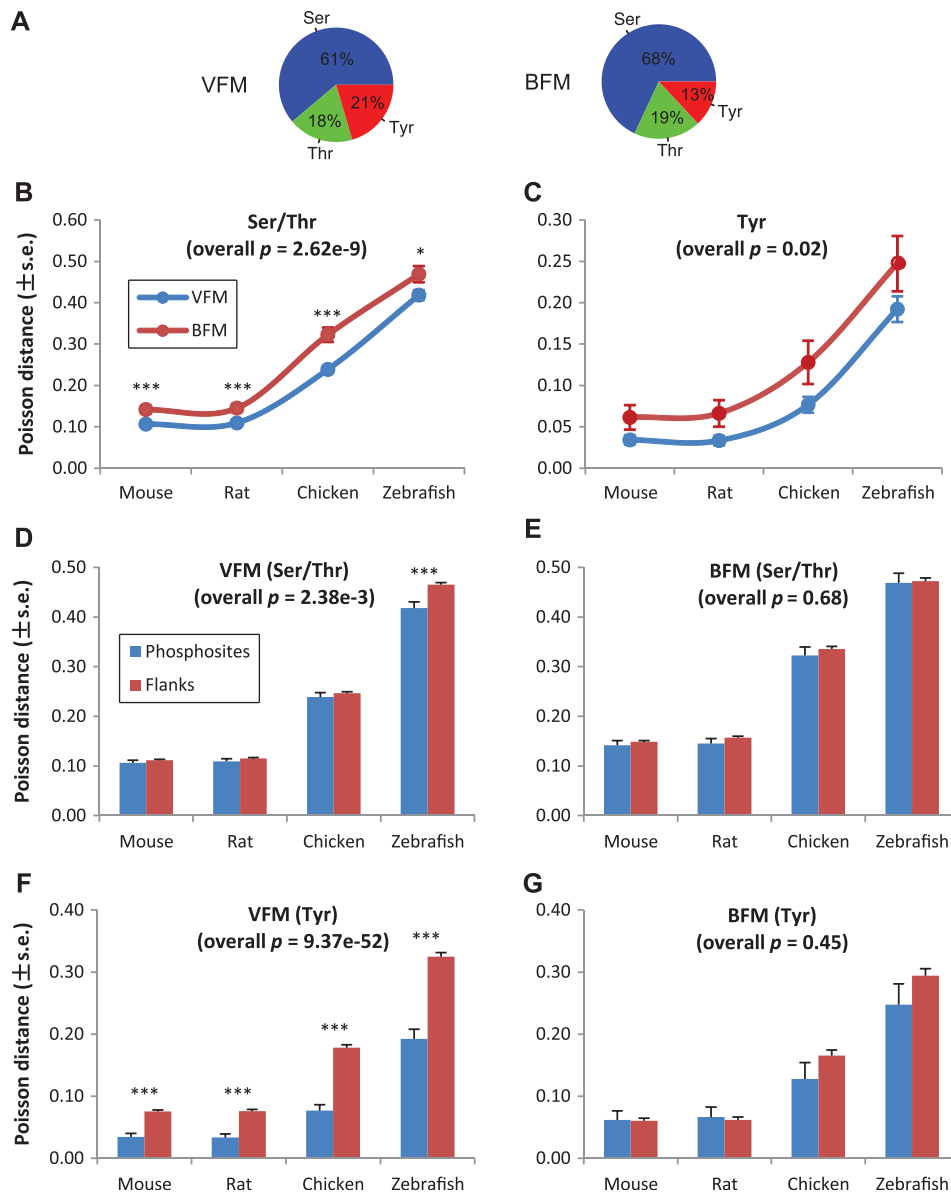 A
Ser
61%
VFM
21%
18%
Tyr
Thr
Ser
68%
BFM
13%
19%
Tyr
Thr
B
Ser/Thr
(overall p = 2.62e-9)
Poisson distance (±s.e.)
0.60
0.50
0.40
0.30
0.20
0.10
0.00
VFM
BFM
***
***
***
*
Mouse Rat Chicken Zebrafish
C
Tyr
(overall p = 0.02)
0.30
0.25
0.20
0.15
0.10
0.05
0.00
Mouse Rat Chicken Zebrafish
D
VFM (Ser/Thr)
(overall p = 2.38e-3)
***
Poisson distance (±s.e.)
0.50
0.40
0.30
0.20
0.10
0.00
Phosphosites
Flanks
Mouse Rat Chicken Zebrafish
E
BFM (Ser/Thr)
(overall p = 0.68)
0.50
0.40
0.30
0.20
0.10
0.00
Mouse Rat Chicken Zebrafish
F
VFM (Tyr)
(overall p = 9.37e-52)
Poisson distance (±s.e.)
0.40
0.30
0.20
0.10
0.00
***
***
***
***
Mouse Rat Chicken Zebrafish
G
BFM (Tyr)
(overall p = 0.45)
0.40
0.30
0.20
0.10
0.00
Mouse Rat Chicken Zebrafish